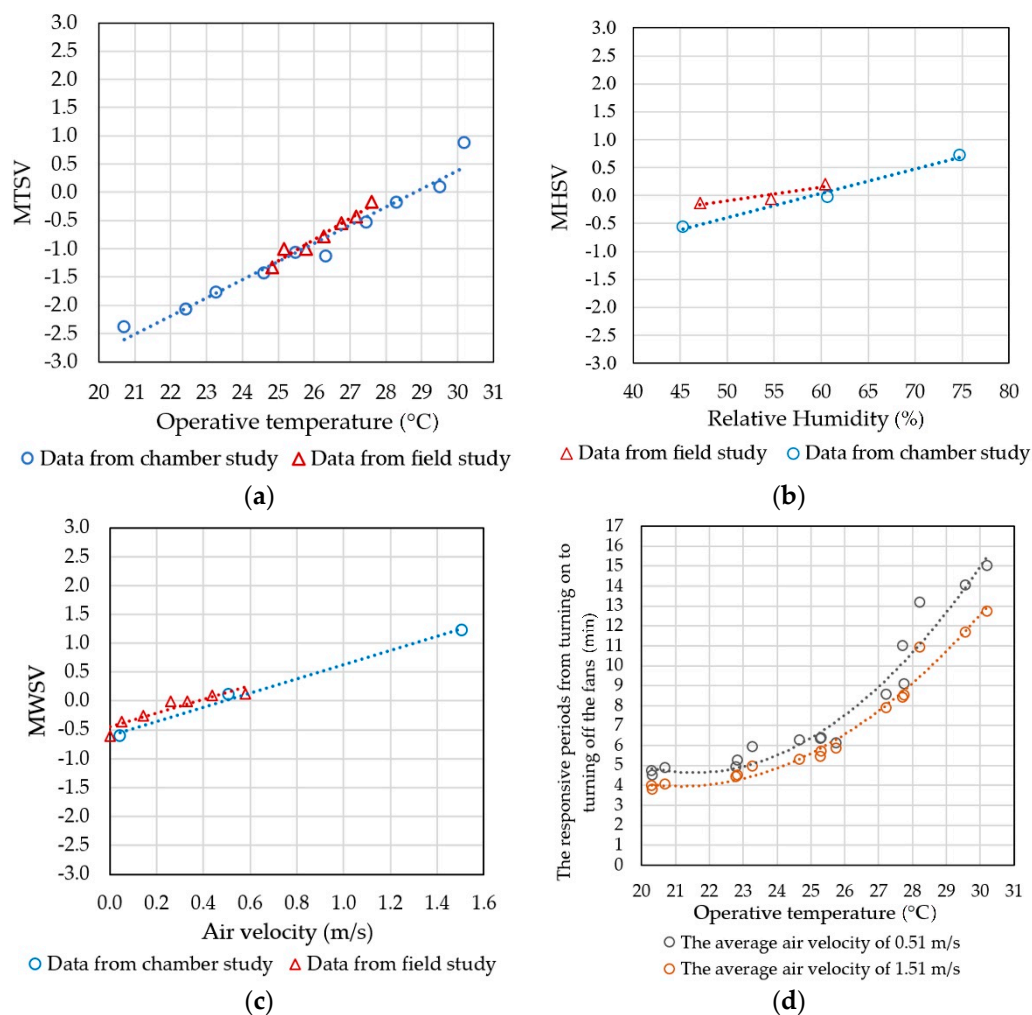 3.0
2.5
2.0
1.5
1.0
0.5
0.0
-0.5
-1.0
-1.5
-2.0
-2.5
-3.0
MTSV
20 21 22 23 24 25 26 27 28 29 30 31
Operative temperature (°C)
Data from chamber study Data from field study
(a)
3.0
2.5
2.0
1.5
1.0
0.5
0.0
-0.5
-1.0
-1.5
-2.0
-2.5
-3.0
MHSV
40 45 50 55 60 65 70 75 80
Relative Humidity (%)
Data from field study Data from chamber study
(b)
3.0
2.5
2.0
1.5
1.0
0.5
0.0
-0.5
-1.0
-1.5
-2.0
-2.5
-3.0
MWSV
0.0 0.2 0.4 0.6 0.8 1.0 1.2 1.4 1.6
Air velocity (m/s)
Data from chamber study Data from field study
(c)
17
16
15
14
13
12
11
10
9
8
7
6
5
4
3
2
1
0
The responsive periods from turning on to
turning off the fans (min)
20 21 22 23 24 25 26 27 28 29 30 31
Operative temperature (°C)
The average air velocity of 0.51 m/s
The average air velocity of 1.51 m/s
(d)